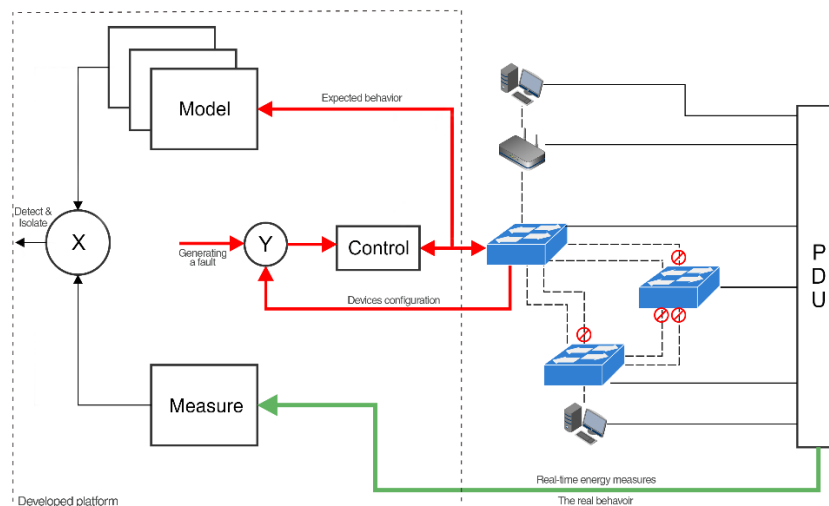 Model
Expected behavior
Detect &
Isolate
X
Generating
a fault
Y
Control
Devices configuration
P
D
U
Measure
Real-time energy measures
The real behavoir
Developed platform